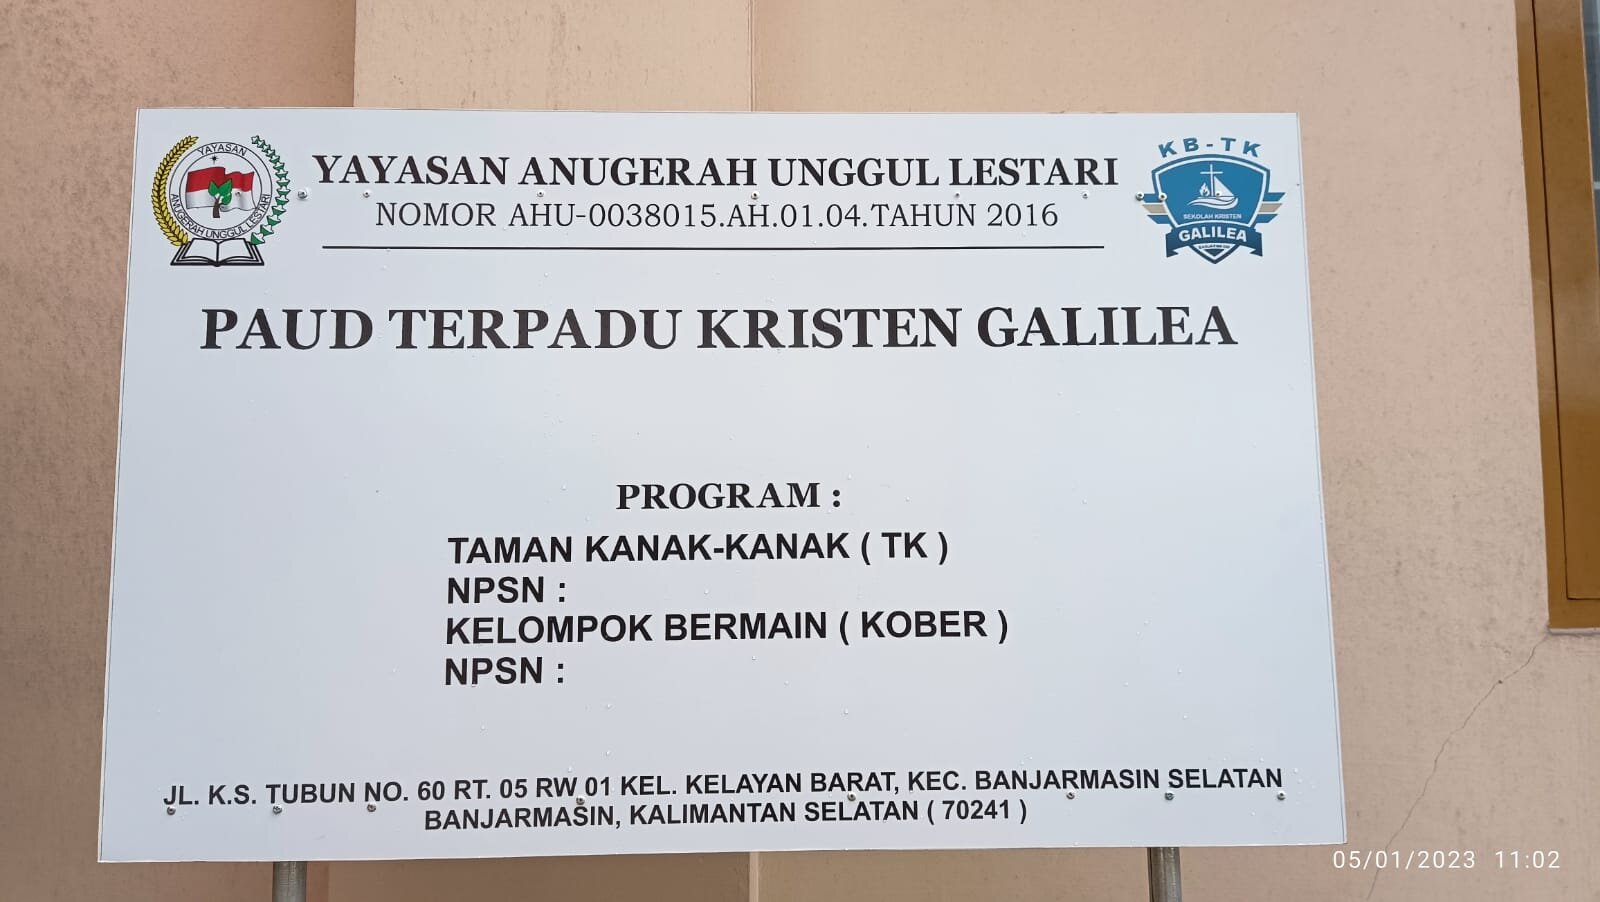 YAYASAN ANUGERAH UNGGUL LESTARI
NOMOR AHU-0038015.AH.01.04.TAHUN 2016
YAYASAN
ANUGERAH UNGGUL LESTARI
KB-TK
SEKOLAH KRISTEN
GALILEA
PAUD TERPADU KRISTEN GALILEA
PROGRAM :
TAMAN KANAK-KANAK ( TK )
NPSN :
KELOMPOK BERMAIN ( KOBER )
NPSN :
JL. K.S. TUBUN NO. 60 RT. 05 RW 01 KEL. KELAYAN BARAT, KEC. BANJARMASIN SELATAN
BANJARMASIN, KALIMANTAN SELATAN ( 70241 )
05/01/2023 11:02